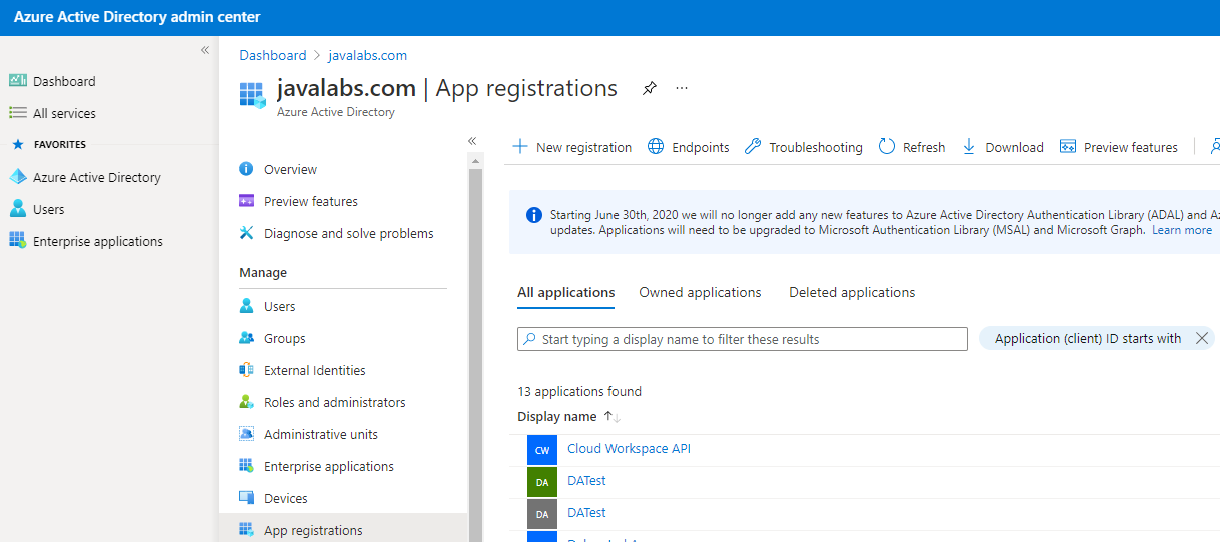 Azure Active Directory admin center
Dashboard
All services
FAVORITES
Azure Active Directory
Users
Enterprise applications
Dashboard > javalabs.com
javalabs.com | App registrations
Azure Active Directory
Overview
Preview features
Diagnose and solve problems
Manage
Users
Groups
External Identities
Roles and administrators
Administrative units
Enterprise applications
Devices
App registrations
New registration Endpoints Troubleshooting Refresh Download Preview features
Starting June 30th, 2020 we will no longer add any new features to Azure Active Directory Authentication Library (ADAL) and Az
updates. Applications will need to be upgraded to Microsoft Authentication Library (MSAL) and Microsoft Graph. Learn more
All applications Owned applications Deleted applications
Start typing a display name to filter these results
Application (client) ID starts with
13 applications found
Display name
CW Cloud Workspace API
DA DATest
DA DATest